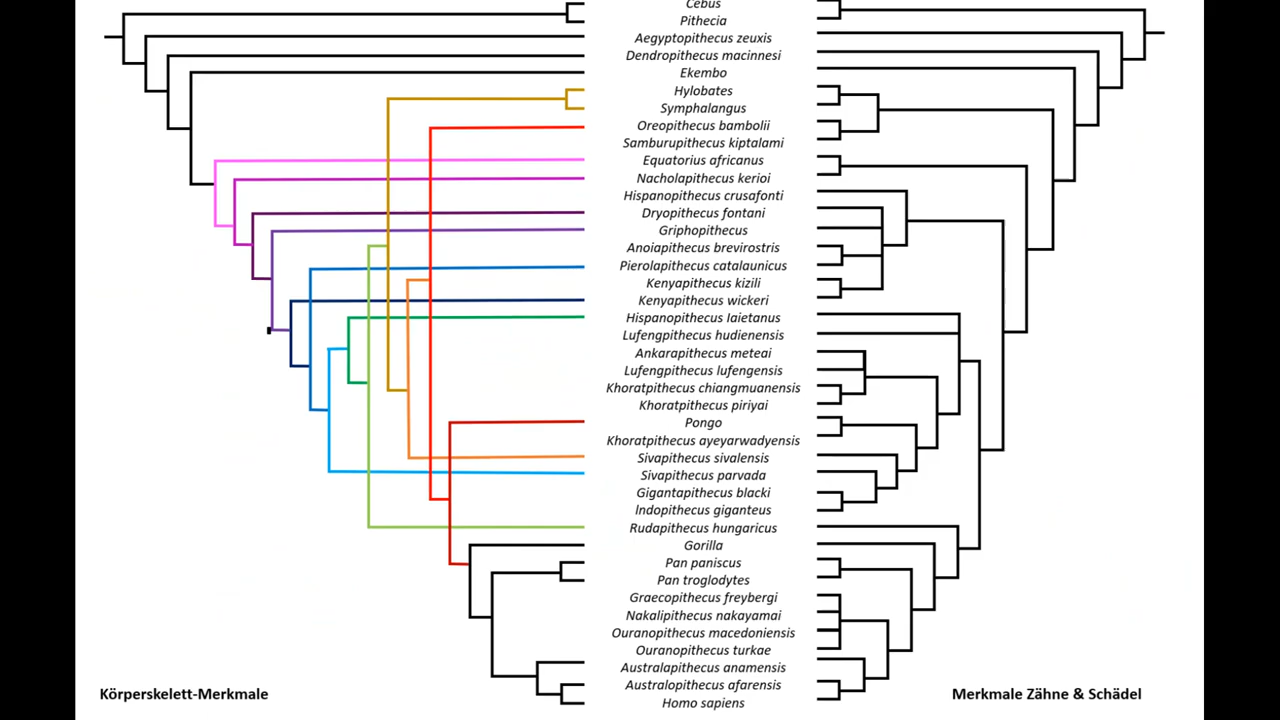 Cebus
Pithecia
Aegyptopithecus zeuxis
Dendropithecus macinnesi
Ekembo
Hylobates
Symphalangus
Oreopithecus bambolii
Samburupithecus kiptalami
Equatorius africanus
Nacholapithecus kerioi
Hispanopithecus crusafonti
Dryopithecus fontani
Griphopithecus
Anoiapithecus brevirostris
Pierolapithecus catalaunicus
Kenyapithecus kizili
Kenyapithecus wickeri
Hispanopithecus laietanus
Lufengpithecus hudienensis
Ankarapithecus meteai
Lufengpithecus lufengensis
Khoratpithecus chiangmuanensis
Khoratpithecus piriyai
Pongo
Khoratpithecus ayeyarwadyensis
Sivapithecus sivalensis
Sivapithecus parvada
Gigantapithecus blacki
Indopithecus giganteus
Rudapithecus hungaricus
Gorilla
Pan paniscus
Pan troglodytes
Graecopithecus freybergi
Nakalipithecus nakayamai
Ouranopithecus macedoniensis
Ouranopithecus turkae
Australapithecus anamensis
Australopithecus afarensis
Homo sapiens
Körperskelett-Merkmale
Merkmale Zähne & Schädel